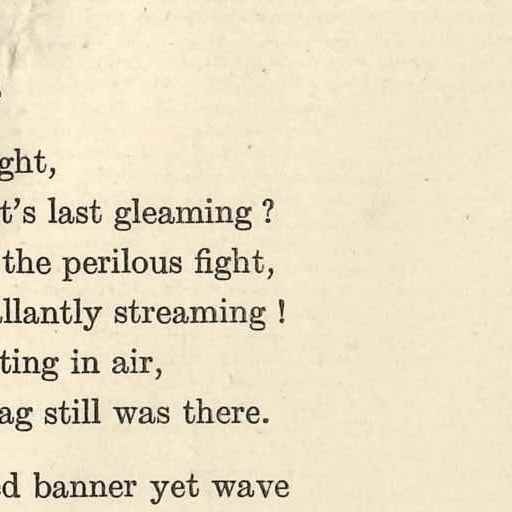 ght,
t's last gleaming ?
the perilous fight,
llantly streaming !
ting in air,
ag still was there.
d banner yet wave